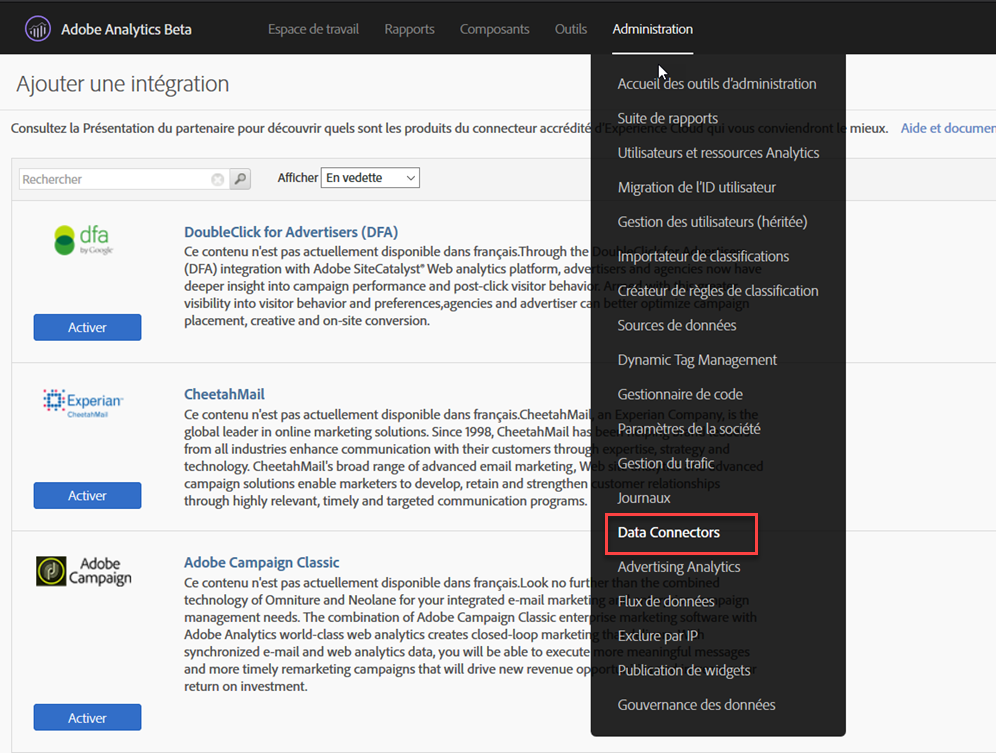 Adobe Analytics Beta
Espace de travail
Rapports
Composants
Outils
Administration
Ajouter une intégration
Consultez la Présentation du partenaire pour découvrir quels sont les produits du connecteur accrédité d'Experience Cloud qui vous conviendront le mieux. Aide et documen
Rechercher
Afficher
En vedette
dfa
by Google
DoubleClick for Advertisers (DFA)
Ce contenu n'est pas actuellement disponible dans français.Through the DoubleClick for Advertisers
(DFA) integration with Adobe SiteCatalyst® Web analytics platform, advertisers and agencies now have
deeper insight into campaign performance and post-click visitor behavior.
visibility into visitor behavior and preferences,agencies and advertiser can better optimize campaign
placement, creative and on-site conversion.
Activer
Experian
CheetahMail
CheetahMail
Ce contenu n'est pas actuellement disponible dans français.CheetahMail, an Experian Company, is the
global leader in online marketing solutions. Since 1998, CheetahMail has
from all industries enhance communication with their customers through expertise, strategy and
technology. CheetahMail's broad range of advanced email marketing, Web advanced
campaign solutions enable marketers to develop, retain and strengthen customer relationships
through highly relevant, timely and targeted communication programs.
Activer
Adobe
Campaign
Adobe Campaign Classic
Ce contenu n'est pas actuellement disponible dans français.Look no further than the combined
technology of Omniture and Neolane for your integrated e-mail marketing campaign
management needs. The combination of Adobe Campaign Classic enterprise marketing software with
Adobe Analytics world-class web analytics creates closed-loop marketing
synchronized e-mail and web analytics data, you will be able to execute more meaningful messages
and more timely remarketing campaigns that will drive new revenue
return on investment.
Activer
Accueil des outils d'administration
Suite de rapports
Utilisateurs et ressources Analytics
Migration de l'ID utilisateur
Gestion des utilisateurs (héritée)
Importateur de classifications
Créateur de règles de classification
Sources de données
Dynamic Tag Management
Gestionnaire de code
Paramètres de la société
Gestion du trafic
Journaux
Data Connectors
Advertising Analytics
Flux de données
Exclure par IP
Publication de widgets
Gouvernance des données